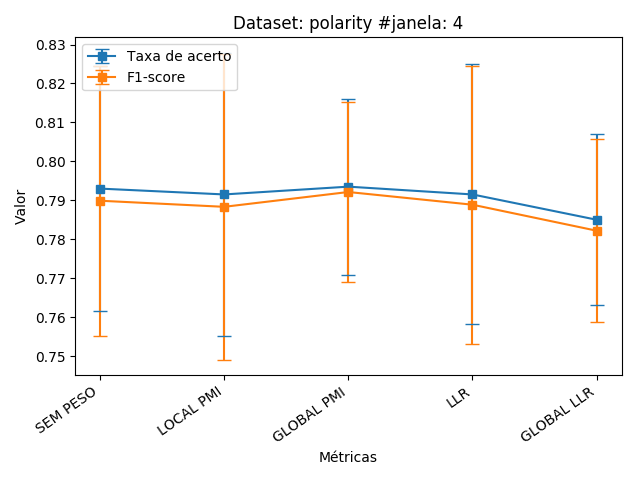 Dataset: polarity #janela: 4
Taxa de acerto
F1-score
Valor
0.83
0.82
0.81
0.80
0.79
0.78
0.77
0.76
0.75
SEM PESO
LOCAL PMI
GLOBAL PMI
LLR
GLOBAL LLR
Métricas